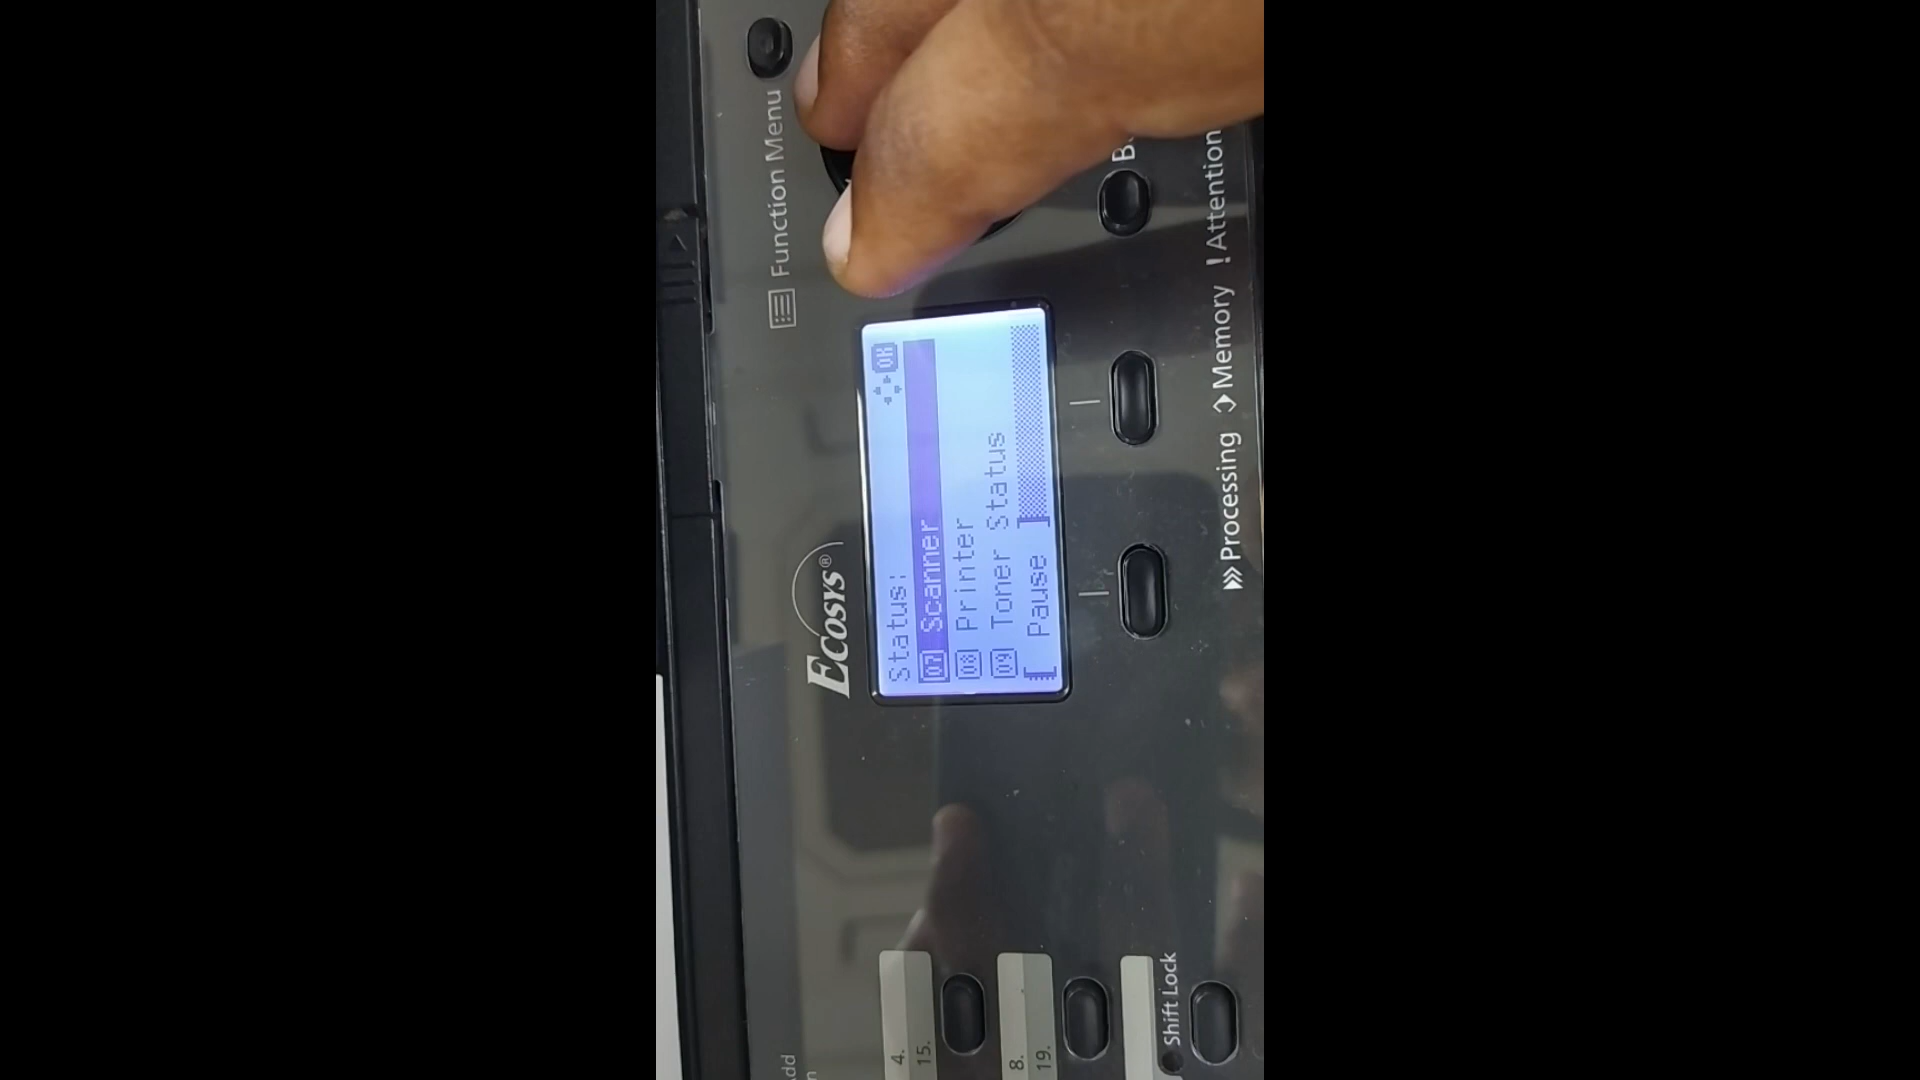 Function Menu
ECOSYS®
Status:
OK
07 Scanner
08 Printer
09 Toner Status
[ Pause ]
Processing
Memory
! Attention
4.
15.
8.
19.
Shift Lock